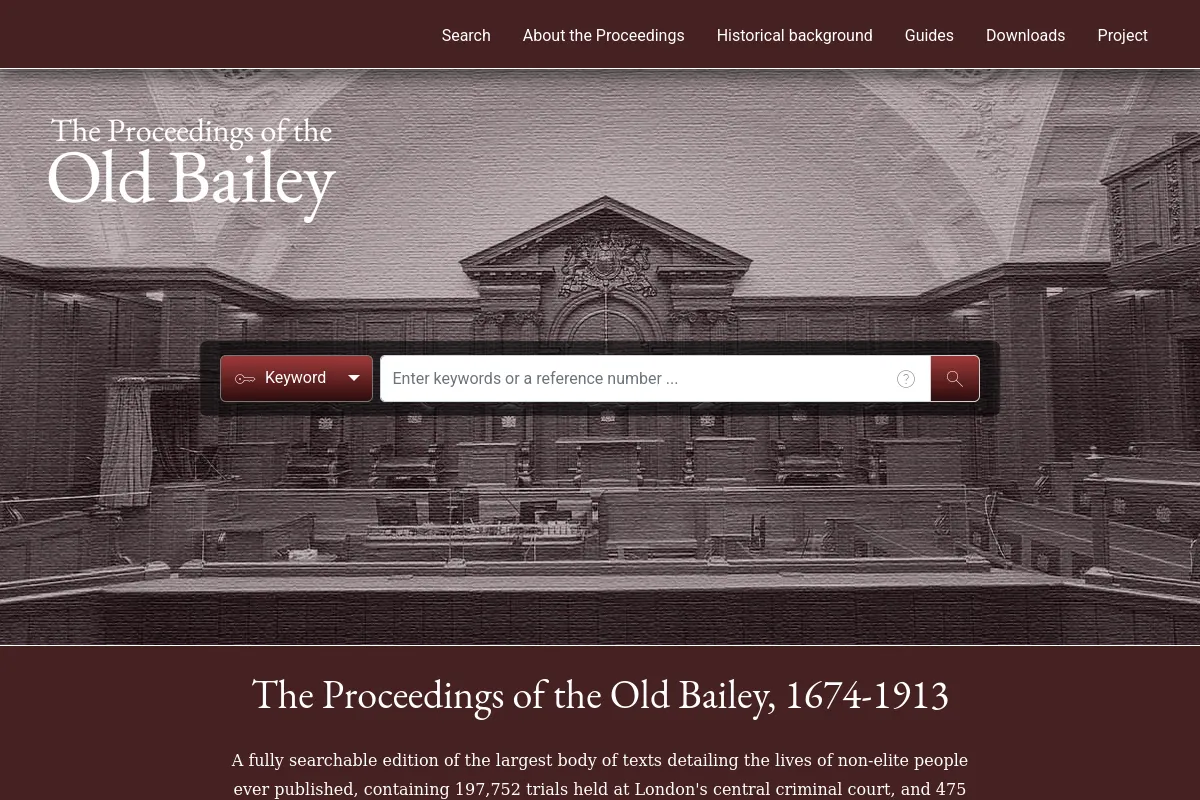 Search About the Proceedings Historical background Guides Downloads Project
The Proceedings of the
Old Bailey
Keyword Enter keywords or a reference number ... ?
The Proceedings of the Old Bailey, 1674-1913
A fully searchable edition of the largest body of texts detailing the lives of non-elite people
ever published, containing 197,752 trials held at London's central criminal court, and 475